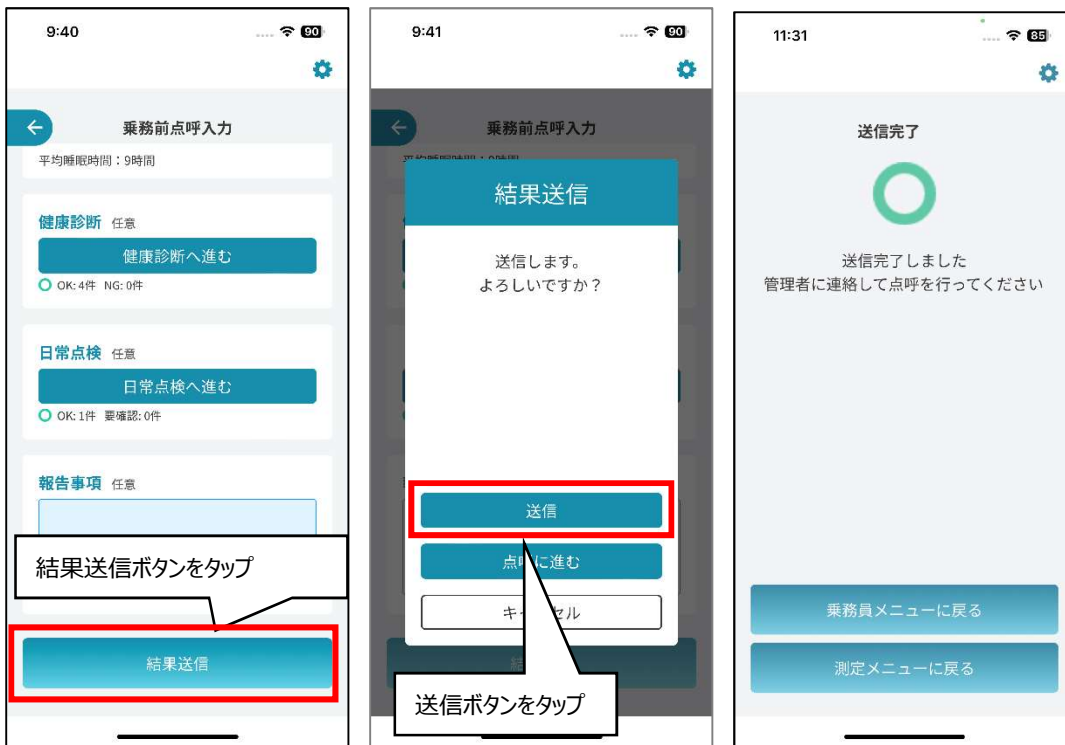 9:40
90
乗務前点呼入力
平均睡眠時間：9時間
健康診断 任意
健康診断へ進む
OK: 4件 NG: 0件
日常点検 任意
日常点検へ進む
OK: 1件 要確認: 0件
報告事項 任意
結果送信ボタンをタップ
結果送信
9:41
90
乗務前点呼入力
結果送信
送信します。
よろしいですか？
送信
点呼に進む
キャンセル
送信ボタンをタップ
11:31
85
送信完了
送信完了しました
管理者に連絡して点呼を行ってください
乗務員メニューに戻る
測定メニューに戻る